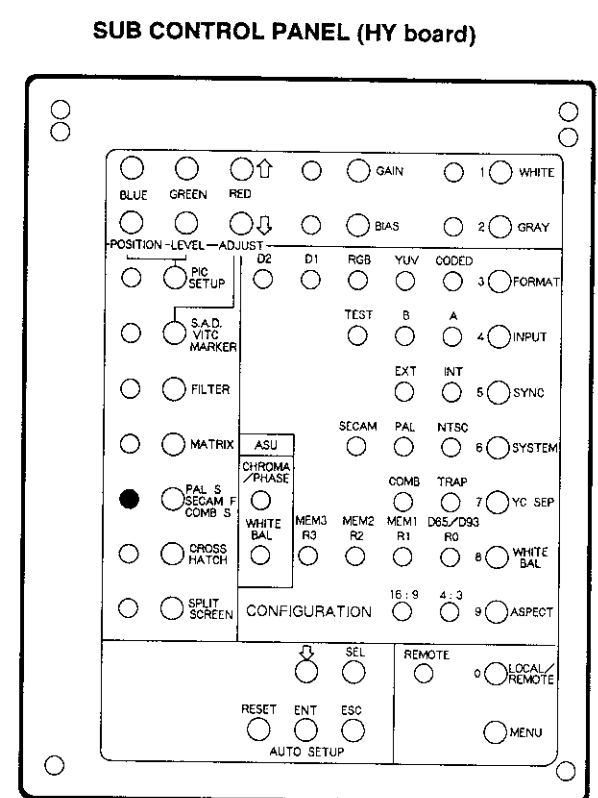 SUB CONTROL PANEL (HY board)
GAIN
1 WHITE
BLUE GREEN RED
BIAS
2 GRAY
POSITION -LEVEL- ADJUST
D2 D1 RGB YUV CODED
PIC
SETUP
3 FORMAT
TEST B A
S.A.D.
VITC
MARKER
4 INPUT
EXT INT
FILTER
5 SYNC
SECAM PAL NTSC
MATRIX
ASU
6 SYSTEM
CHROMA
/PHASE
COMB TRAP
PAL S
SECAM F
COMB S
7 YC SEP
WHITE
BAL
MEM3 MEM2 MEM1 D65/D93
R3 R2 R1 R0
CROSS
HATCH
8 WHITE
BAL
16:9 4:3
SPLIT
SCREEN
CONFIGURATION
9 ASPECT
SEL
REMOTE
0 LOCAL/
REMOTE
RESET ENT ESC
MENU
AUTO SETUP